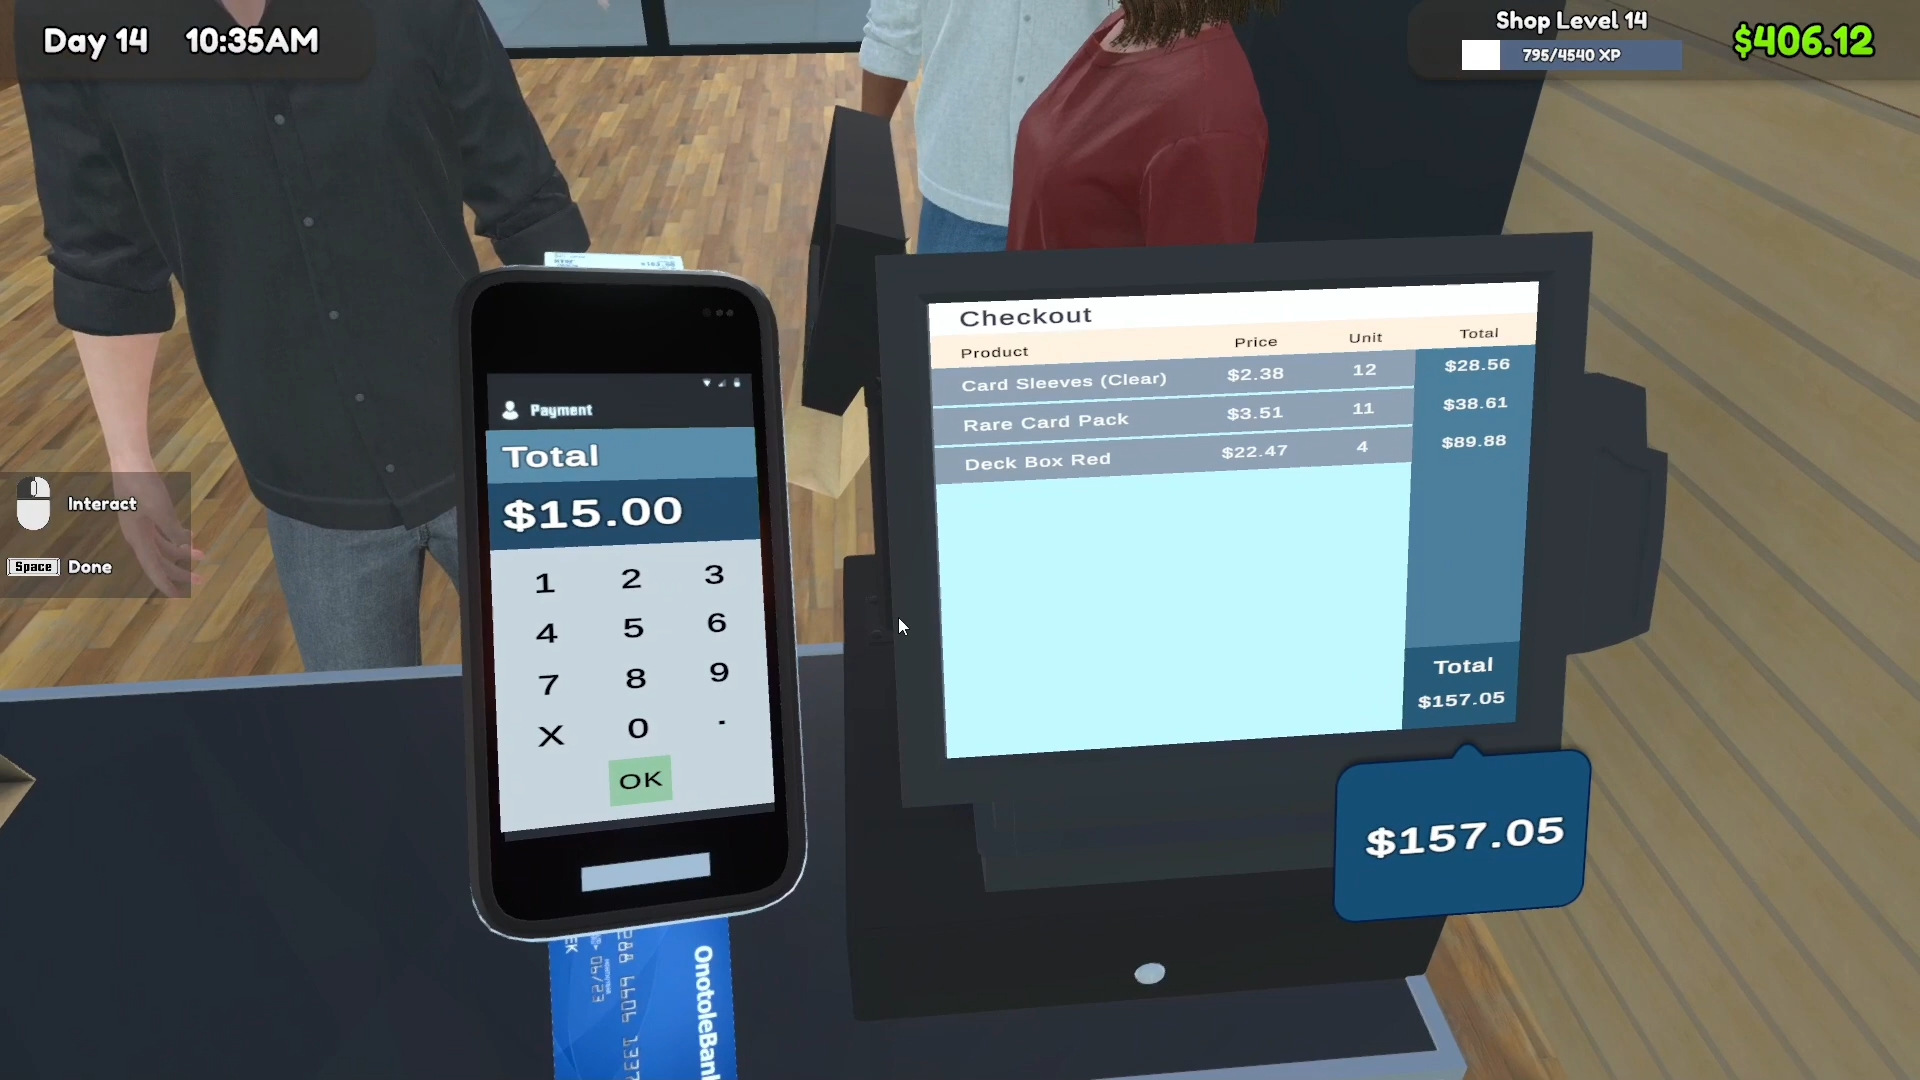 Day 14 10:35AM
Shop Level 14
795/4540 XP
$406.12
Interact
Space Done
Payment
Total
$15.00
1 2 3
4 5 6
7 8 9
X 0 .
OK
Checkout
Product Price Unit Total
Card Sleeves (Clear) $2.38 12 $28.56
Rare Card Pack $3.51 11 $38.61
Deck Box Red $22.47 4 $89.88
Total
$157.05
$157.05
OnotoleBank
06/23